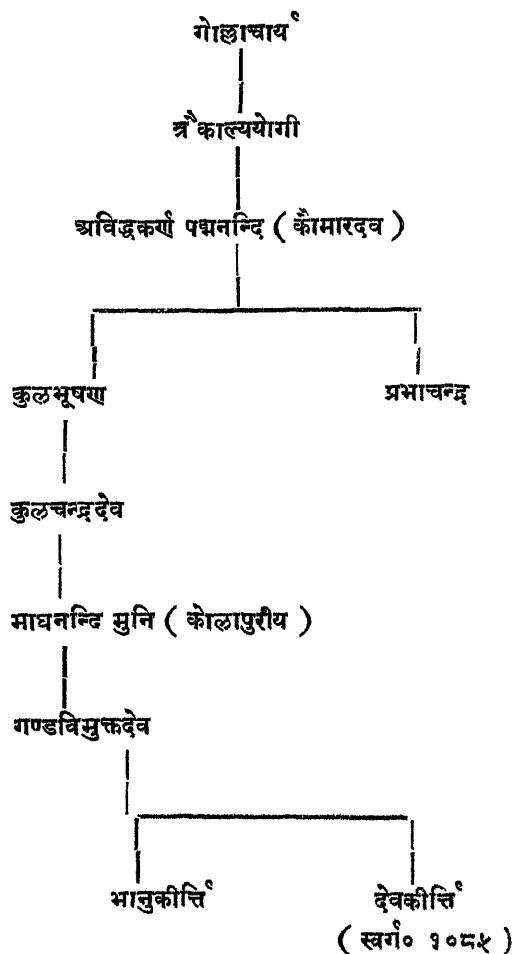 गोल्लाचार्य
त्रैकाल्ययोगी
अविद्धकर्ण पद्मनन्दि ( कौमारदव )
कुलभूषण प्रभाचन्द्र
कुलचन्द्रदेव
माघनन्दि मुनि ( कोलापुरीय )
गण्डविमुक्तदेव
भानुकीर्त्ति देवकीर्त्ति
( स्वर्ग० १०८५ )